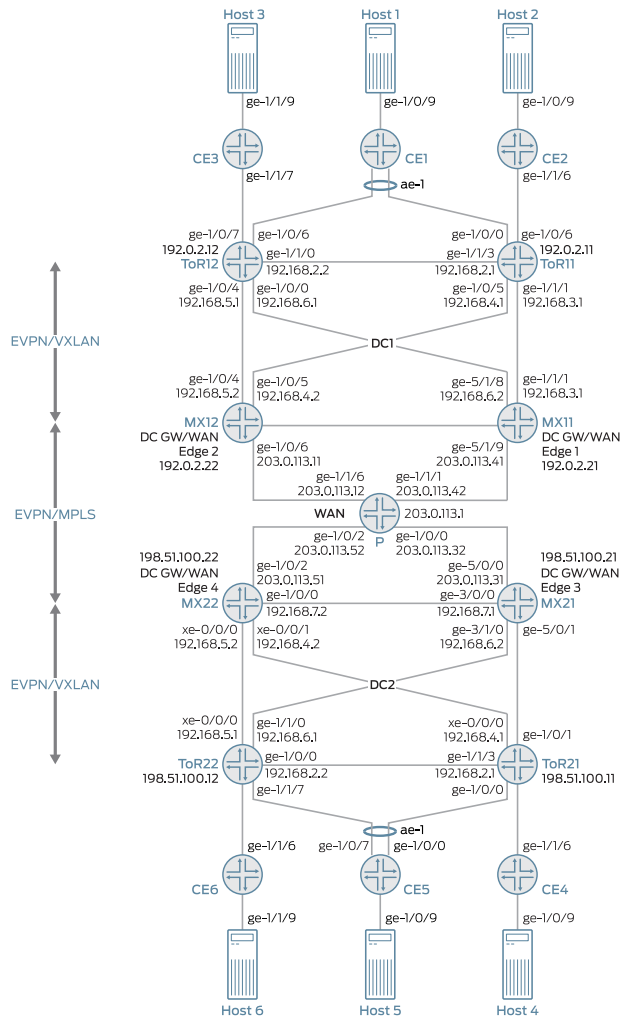 Host 3
Host 1
Host 2
ge-1/1/9
ge-1/0/9
ge-1/0/9
CE3
CE1
CE2
ge-1/1/7
ae-1
ge-1/1/6
ge-1/0/7
ge-1/0/6
ge-1/0/0
ge-1/0/6
192.0.2.12
192.0.2.11
ToR12
ge-1/1/0
ge-1/1/3
ToR11
192.168.2.2
192.168.2.1
ge-1/0/4
ge-1/0/0
ge-1/0/5
ge-1/1/1
192.168.5.1
192.168.6.1
192.168.4.1
192.168.3.1
EVPN/VXLAN
DC1
ge-1/0/4
ge-1/0/5
ge-5/1/8
ge-1/1/1
192.168.5.2
192.168.4.2
192.168.6.2
192.168.3.1
MX12
MX11
DC GW/WAN
Edge 2
192.0.2.22
ge-1/0/6
203.0.113.11
ge-5/1/9
203.0.113.41
DC GW/WAN
Edge 1
192.0.2.21
ge-1/1/6
203.0.113.12
ge-1/1/1
203.0.113.42
EVPN/MPLS
WAN
203.0.113.1
P
ge-1/0/2
203.0.113.52
ge-1/0/0
203.0.113.32
198.51.100.22
DC GW/WAN
Edge 4
MX22
ge-1/0/2
203.0.113.51
ge-1/0/0
192.168.7.2
ge-5/0/0
203.0.113.31
ge-3/0/0
192.168.7.1
198.51.100.21
DC GW/WAN
Edge 3
MX21
xe-0/0/0
192.168.5.2
xe-0/0/1
192.168.4.2
ge-3/1/0
192.168.6.2
ge-5/0/1
EVPN/VXLAN
DC2
xe-0/0/0
192.168.5.1
ge-1/1/0
192.168.6.1
xe-0/0/0
192.168.4.1
ge-1/0/1
ToR22
ge-1/0/0
ge-1/1/3
ToR21
198.51.100.12
192.168.2.2
192.168.2.1
198.51.100.11
ge-1/1/7
ge-1/0/0
ae-1
ge-1/1/6
ge-1/0/7
ge-1/0/0
ge-1/1/6
CE6
CE5
CE4
ge-1/1/9
ge-1/0/9
ge-1/0/9
Host 6
Host 5
Host 4